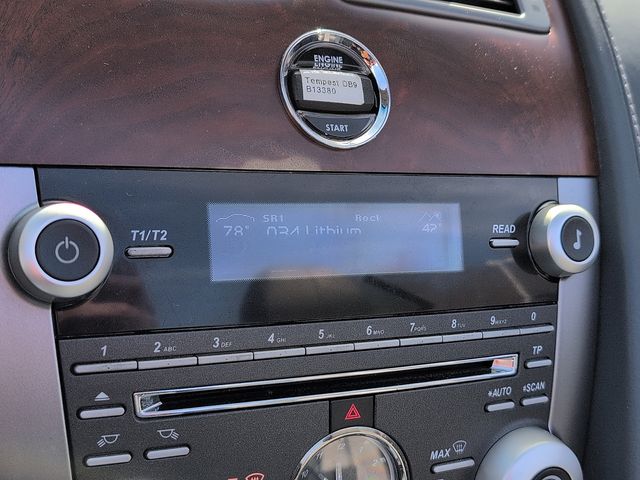 ENGINE
Tempest DB9
B13380
START
T1/T2
SR1 Rock
78° 034 Lithium 42°
READ
1 2 ABC 3 DEF 4 GHI 5 JKL 6 MNO 7 PQRS 8 TUV 9 WXYZ 0
TP
*AUTO #SCAN
MAX